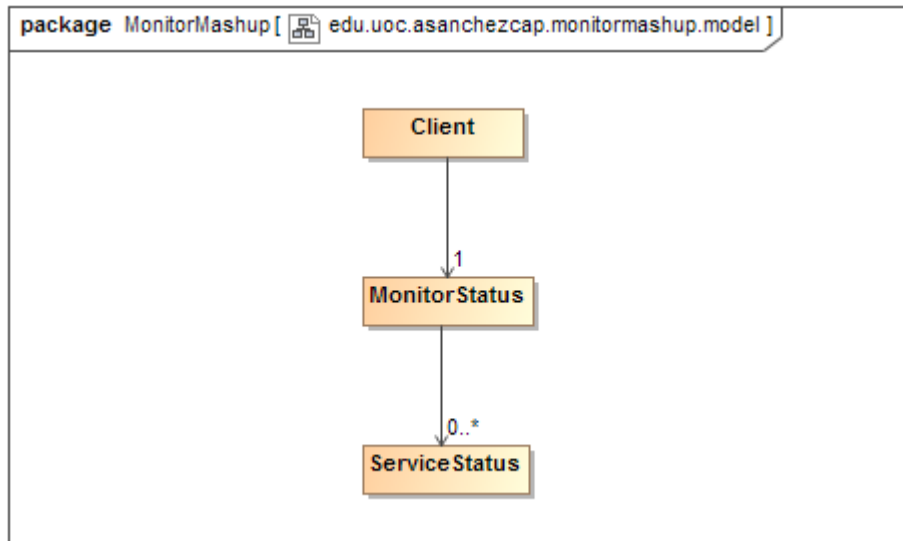 package MonitorMashup [ edu.uoc.asanchezcap.monitormashup.model ]
Client
1
MonitorStatus
0..*
ServiceStatus